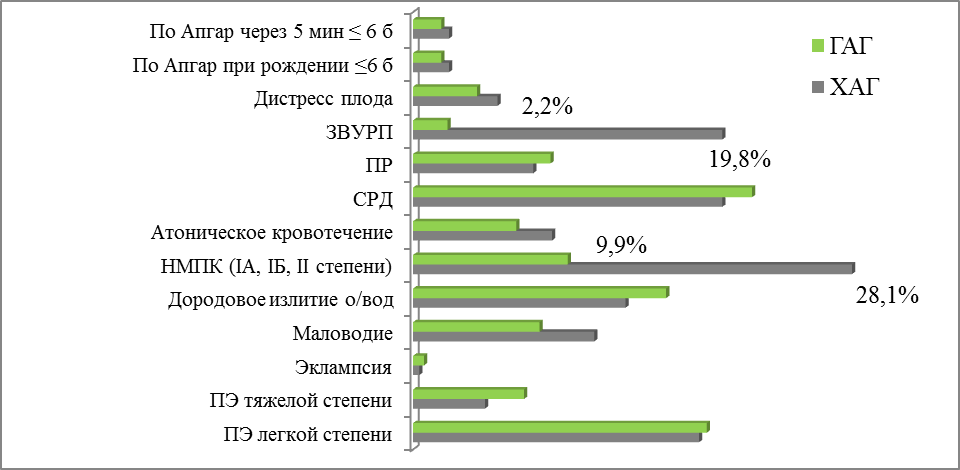 По Апгар через 5 мин ≤ 6 б
По Апгар при рождении ≤6 б
Дистресс плода
2,2%
ЗВУРП
19,8%
ПР
СРД
Атоническое кровотечение
9,9%
НМПК (IА, IБ, II степени)
28,1%
Дородовое излитие о/вод
Маловодие
Эклампсия
ПЭ тяжелой степени
ПЭ легкой степени
ГАГ
ХАГ